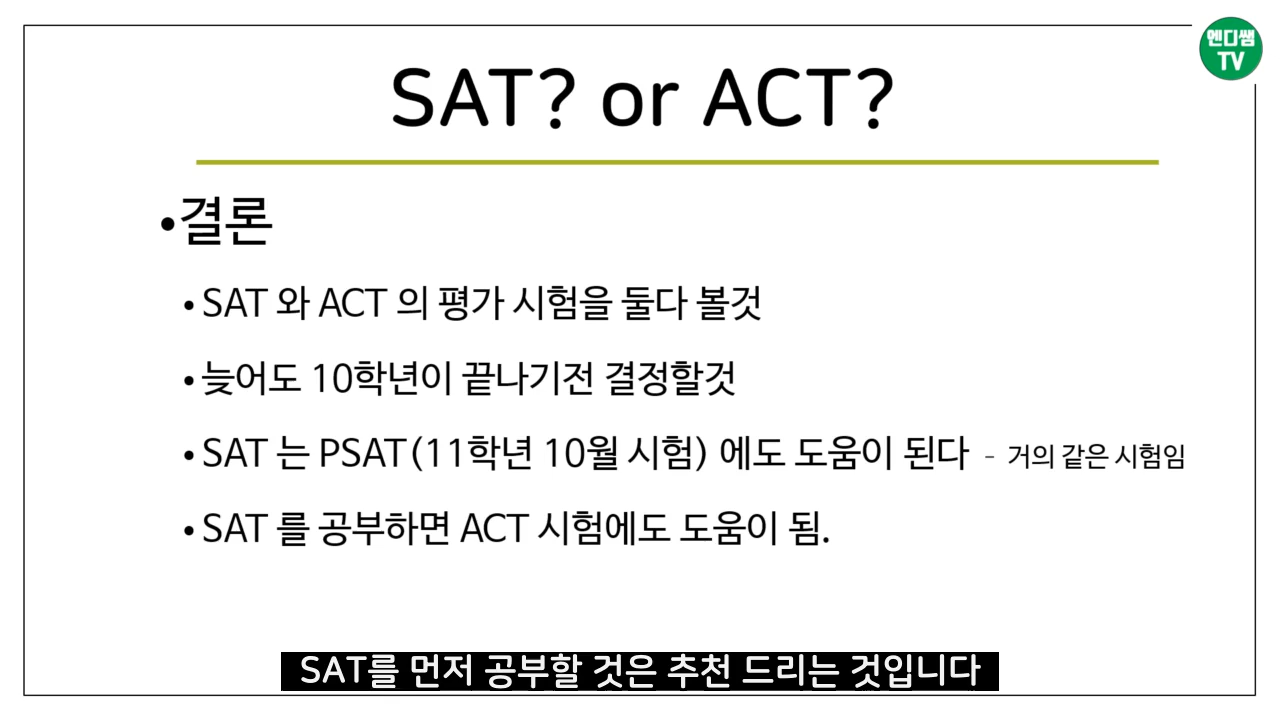 엔디쌤
TV
SAT? or ACT?
•결론
• SAT 와 ACT 의 평가 시험을 둘다 볼것
• 늦어도 10학년이 끝나기전 결정할것
• SAT 는 PSAT(11학년 10월 시험) 에도 도움이 된다 - 거의 같은 시험임
• SAT 를 공부하면 ACT 시험에도 도움이 됨.
SAT를 먼저 공부할 것은 추천 드리는 것입니다